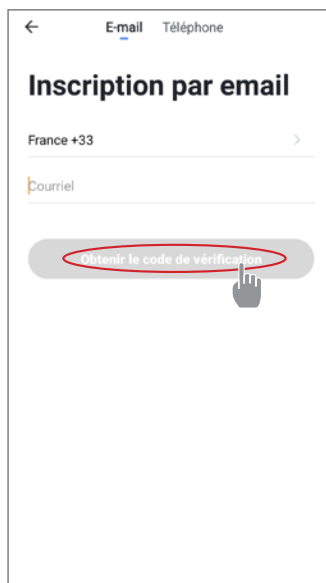 E-mail Téléphone
Inscription par email
France +33
Courriel
Obtenir le code de vérification